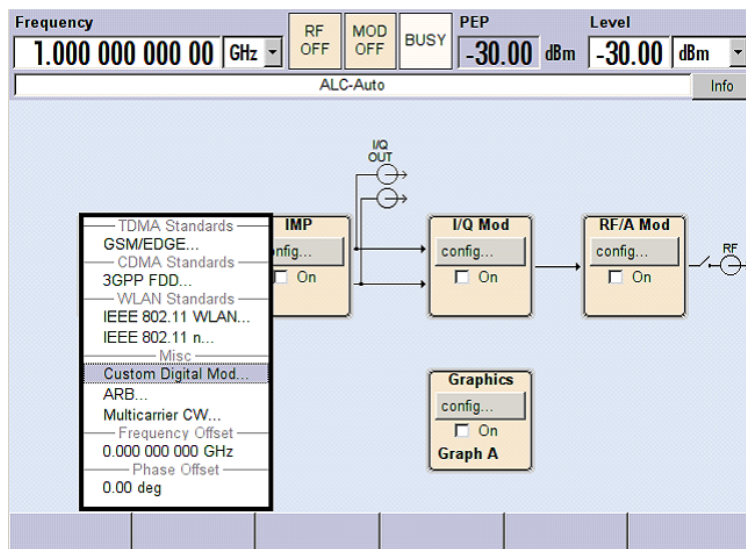 Frequency
1.000 000 000 00 GHz
RF OFF
MOD OFF
BUSY
PEP
-30.00 dBm
Level
-30.00 dBm
ALC-Auto
Info
I/Q OUT
TDMA Standards
GSM/EDGE...
CDMA Standards
3GPP FDD...
WLAN Standards
IEEE 802.11 WLAN...
IEEE 802.11 n...
Misc
Custom Digital Mod...
ARB...
Multicarrier CW...
Frequency Offset
0.000 000 000 GHz
Phase Offset
0.00 deg
IMP
nfig...
On
I/Q Mod
config...
On
RF/A Mod
config...
On
RF
Graphics
config...
On
Graph A